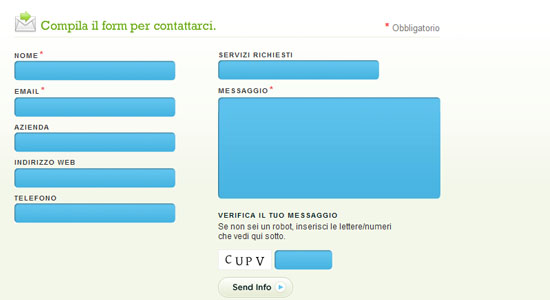 Compila il form per contattarci.
* Obbligatorio
NOME*
EMAIL*
AZIENDA
INDIRIZZO WEB
TELEFONO
SERVIZI RICHIESTI
MESSAGGIO*
VERIFICA IL TUO MESSAGGIO
Se non sei un robot, inserisci le lettere/numeri
che vedi qui sotto.
CUPV
Send Info